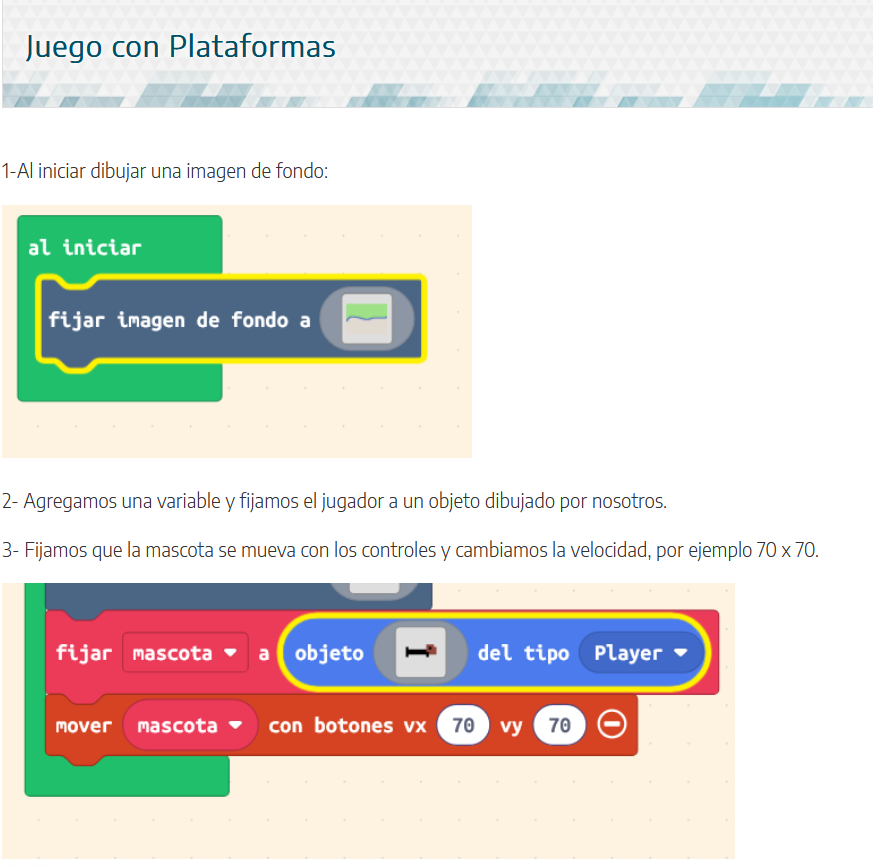 Juego con Plataformas
1-Al iniciar dibujar una imagen de fondo:
al iniciar
fijar imagen de fondo a
2- Agregamos una variable y fijamos el jugador a un objeto dibujado por nosotros.
3- Fijamos que la mascota se mueva con los controles y cambiamos la velocidad, por ejemplo 70 x 70.
fijar mascota a objeto del tipo Player
mover mascota con botones vx 70 vy 70